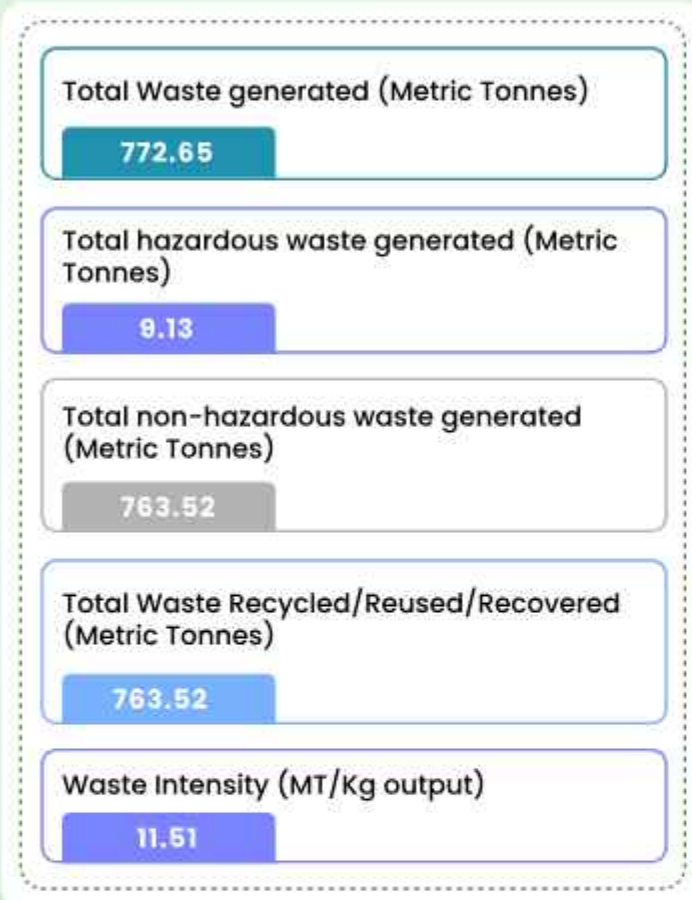 Total Waste generated (Metric Tonnes)
772.65
Total hazardous waste generated (Metric
Tonnes)
9.13
Total non-hazardous waste generated
(Metric Tonnes)
763.52
Total Waste Recycled/Reused/Recovered
(Metric Tonnes)
763.52
Waste Intensity (MT/Kg output)
11.51